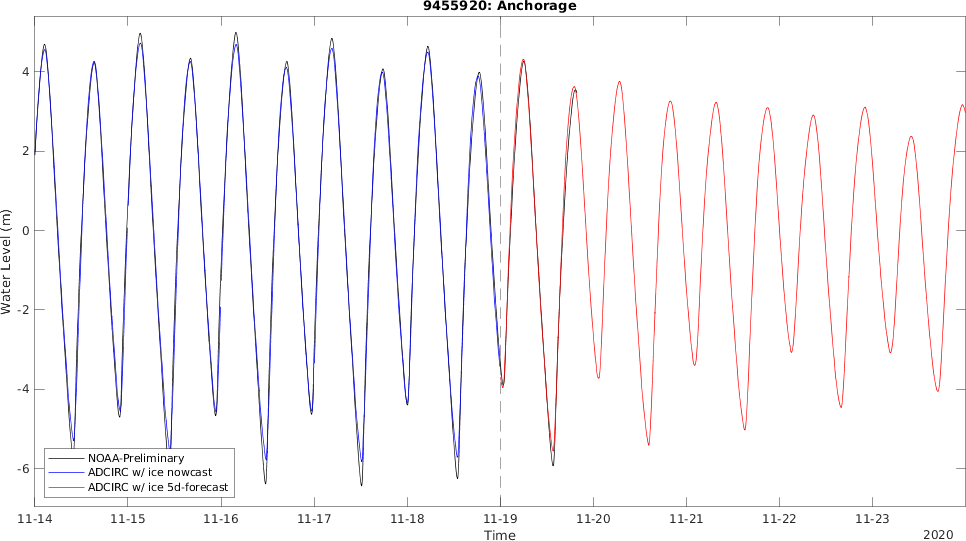 9455920: Anchorage
Water Level (m)
4
2
0
-2
-4
-6
NOAA-Preliminary
ADCIRC w/ ice nowcast
ADCIRC w/ ice 5d-forecast
11-14 11-15 11-16 11-17 11-18 11-19 11-20 11-21 11-22 11-23
Time
2020